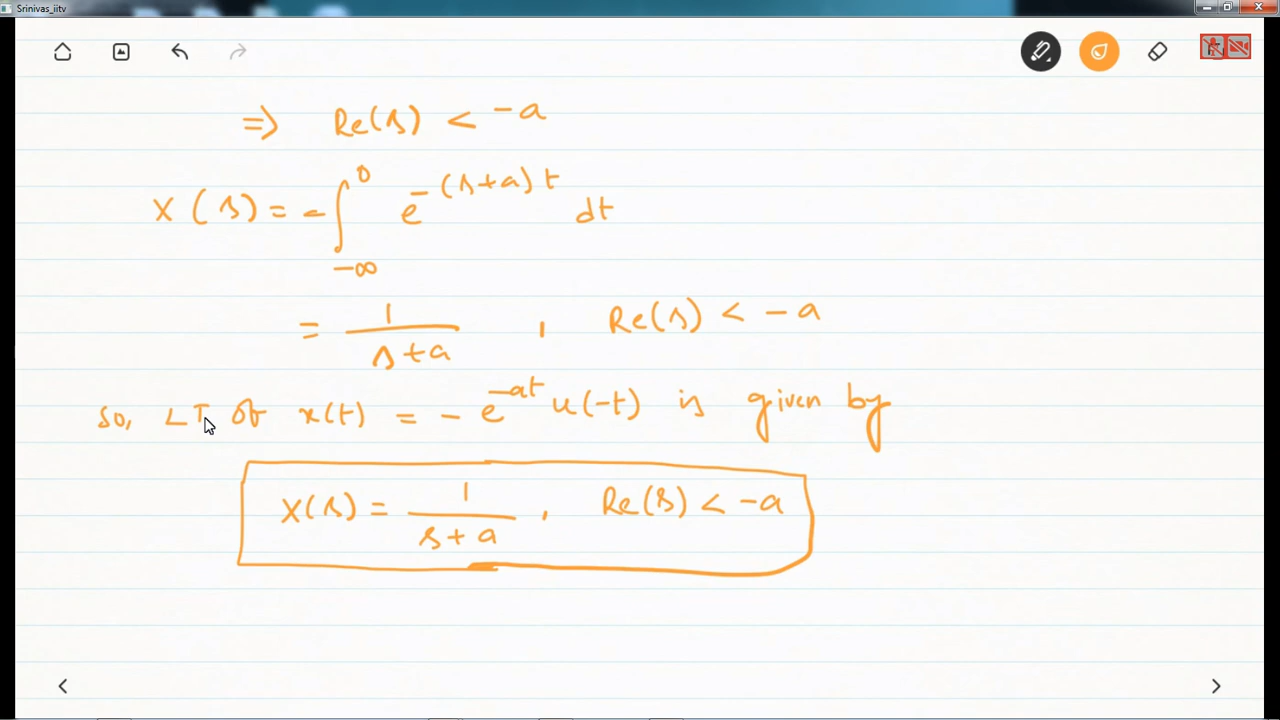 Srinivas_iitv
=> Re(s) < -a
X(s) = - ∫_{-∞}^{0} e^{-(s+a)t} dt
= 1/(s+a) , Re(s) < -a
So, LT of x(t) = - e^{-at} u(-t) is given by
X(s) = 1/(s+a) , Re(s) < -a